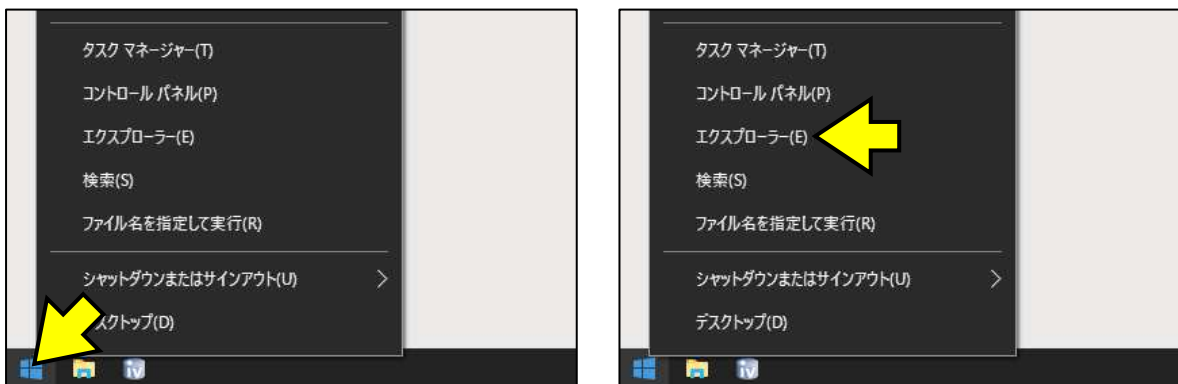 タスク マネージャー(T)
コントロール パネル(P)
エクスプローラー(E)
検索(S)
ファイル名を指定して実行(R)
シャットダウンまたはサインアウト(U)
スクトップ(D)
iv
タスク マネージャー(T)
コントロール パネル(P)
エクスプローラー(E)
検索(S)
ファイル名を指定して実行(R)
シャットダウンまたはサインアウト(U)
デスクトップ(D)
iv